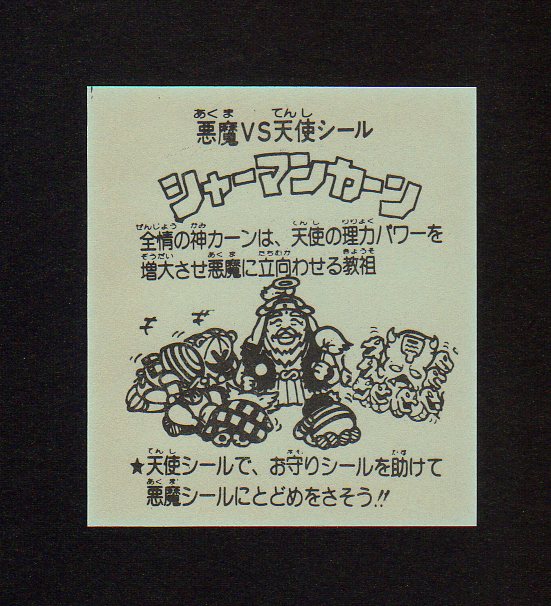 悪魔VS天使シール
シャーマンカーン
全情の神カーンは、天使の理力パワーを
増大させ悪魔に立向わせる教祖
★天使シールで、お守りシールを助けて
悪魔シールにとどめをさそう!!